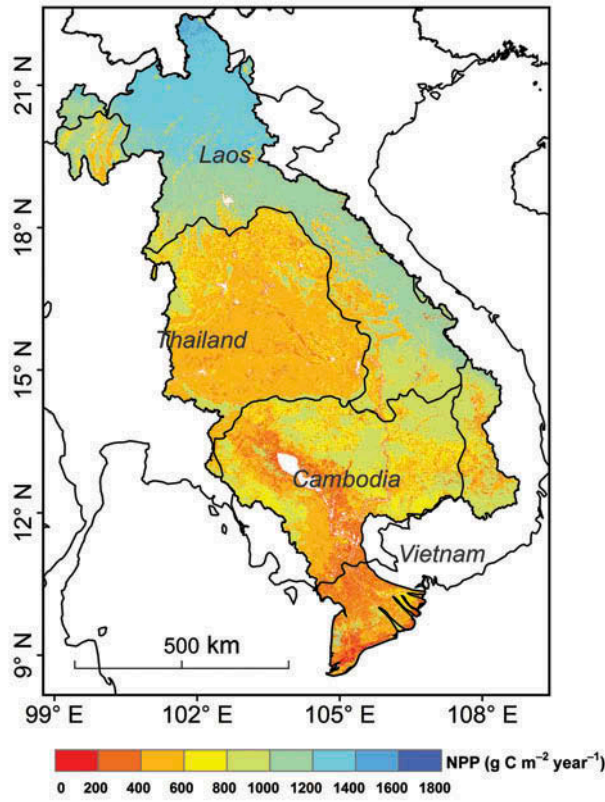 21° N
Laos
18° N
Thailand
15° N
Cambodia
12° N
Vietnam
500 km
9° N
99° E 102° E 105° E 108° E
NPP (g C m⁻² year⁻¹)
0 200 400 600 800 1000 1200 1400 1600 1800